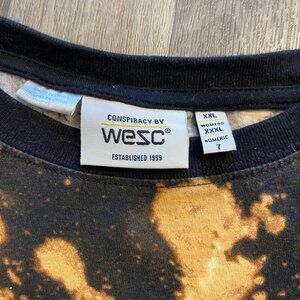 CONSPIRACY BY
wesc®
ESTABLISHED 1999
XXL
WOMENS
XXXL
NUMERIC
7